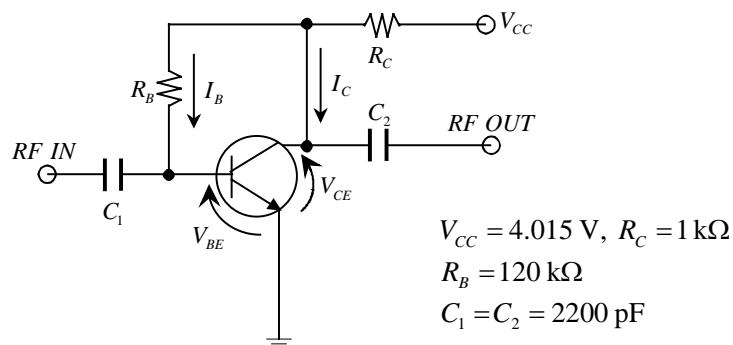 V_CC
R_C
R_B
I_B
I_C
C_2
RF OUT
RF IN
C_1
V_CE
V_BE
V_CC = 4.015 V, R_C = 1 kΩ
R_B = 120 kΩ
C_1 = C_2 = 2200 pF